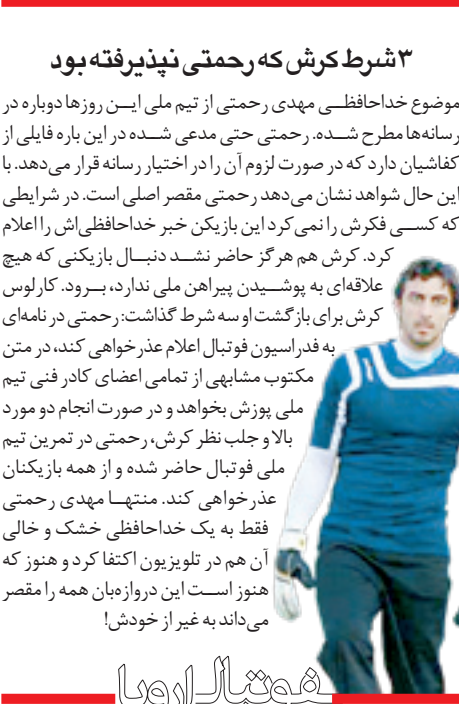 ۳ شرط کرش که رحمتی نپذیرفته بود
موضوع خداحافظی مهدی رحمتی از تیم ملی این روزها دوباره در
رسانه‌ها مطرح شده. رحمتی حتی مدعی شده در این باره فایلی از
کفاشیان دارد که در صورت لزوم آن را در اختیار رسانه قرار می‌دهد. با
این حال شواهد نشان می‌دهد رحمتی مقصر اصلی است. در شرایطی
که کسی فکرش را نمی‌کرد این بازیکن خبر خداحافظی‌اش را اعلام
کرد. کرش هم هرگز حاضر نشد دنبال بازیکنی که هیچ
علاقه‌ای به پوشیدن پیراهن ملی ندارد، برود. کارلوس
کرش برای بازگشت او سه شرط گذاشت: رحمتی در نامه‌ای
به فدراسیون فوتبال اعلام عذرخواهی کند، در متن
مکتوب مشابهی از تمامی اعضای کادر فنی تیم
ملی پوزش بخواهد و در صورت انجام دو مورد
بالا و جلب نظر کرش، رحمتی در تمرین تیم
ملی فوتبال حاضر شده و از همه بازیکنان
عذرخواهی کند. منتها مهدی رحمتی
فقط به یک خداحافظی خشک و خالی
آن هم در تلویزیون اکتفا کرد و هنوز که
هنوز است این دروازه‌بان همه را مقصر
می‌داند به غیر از خودش!
فوتبال اروپا